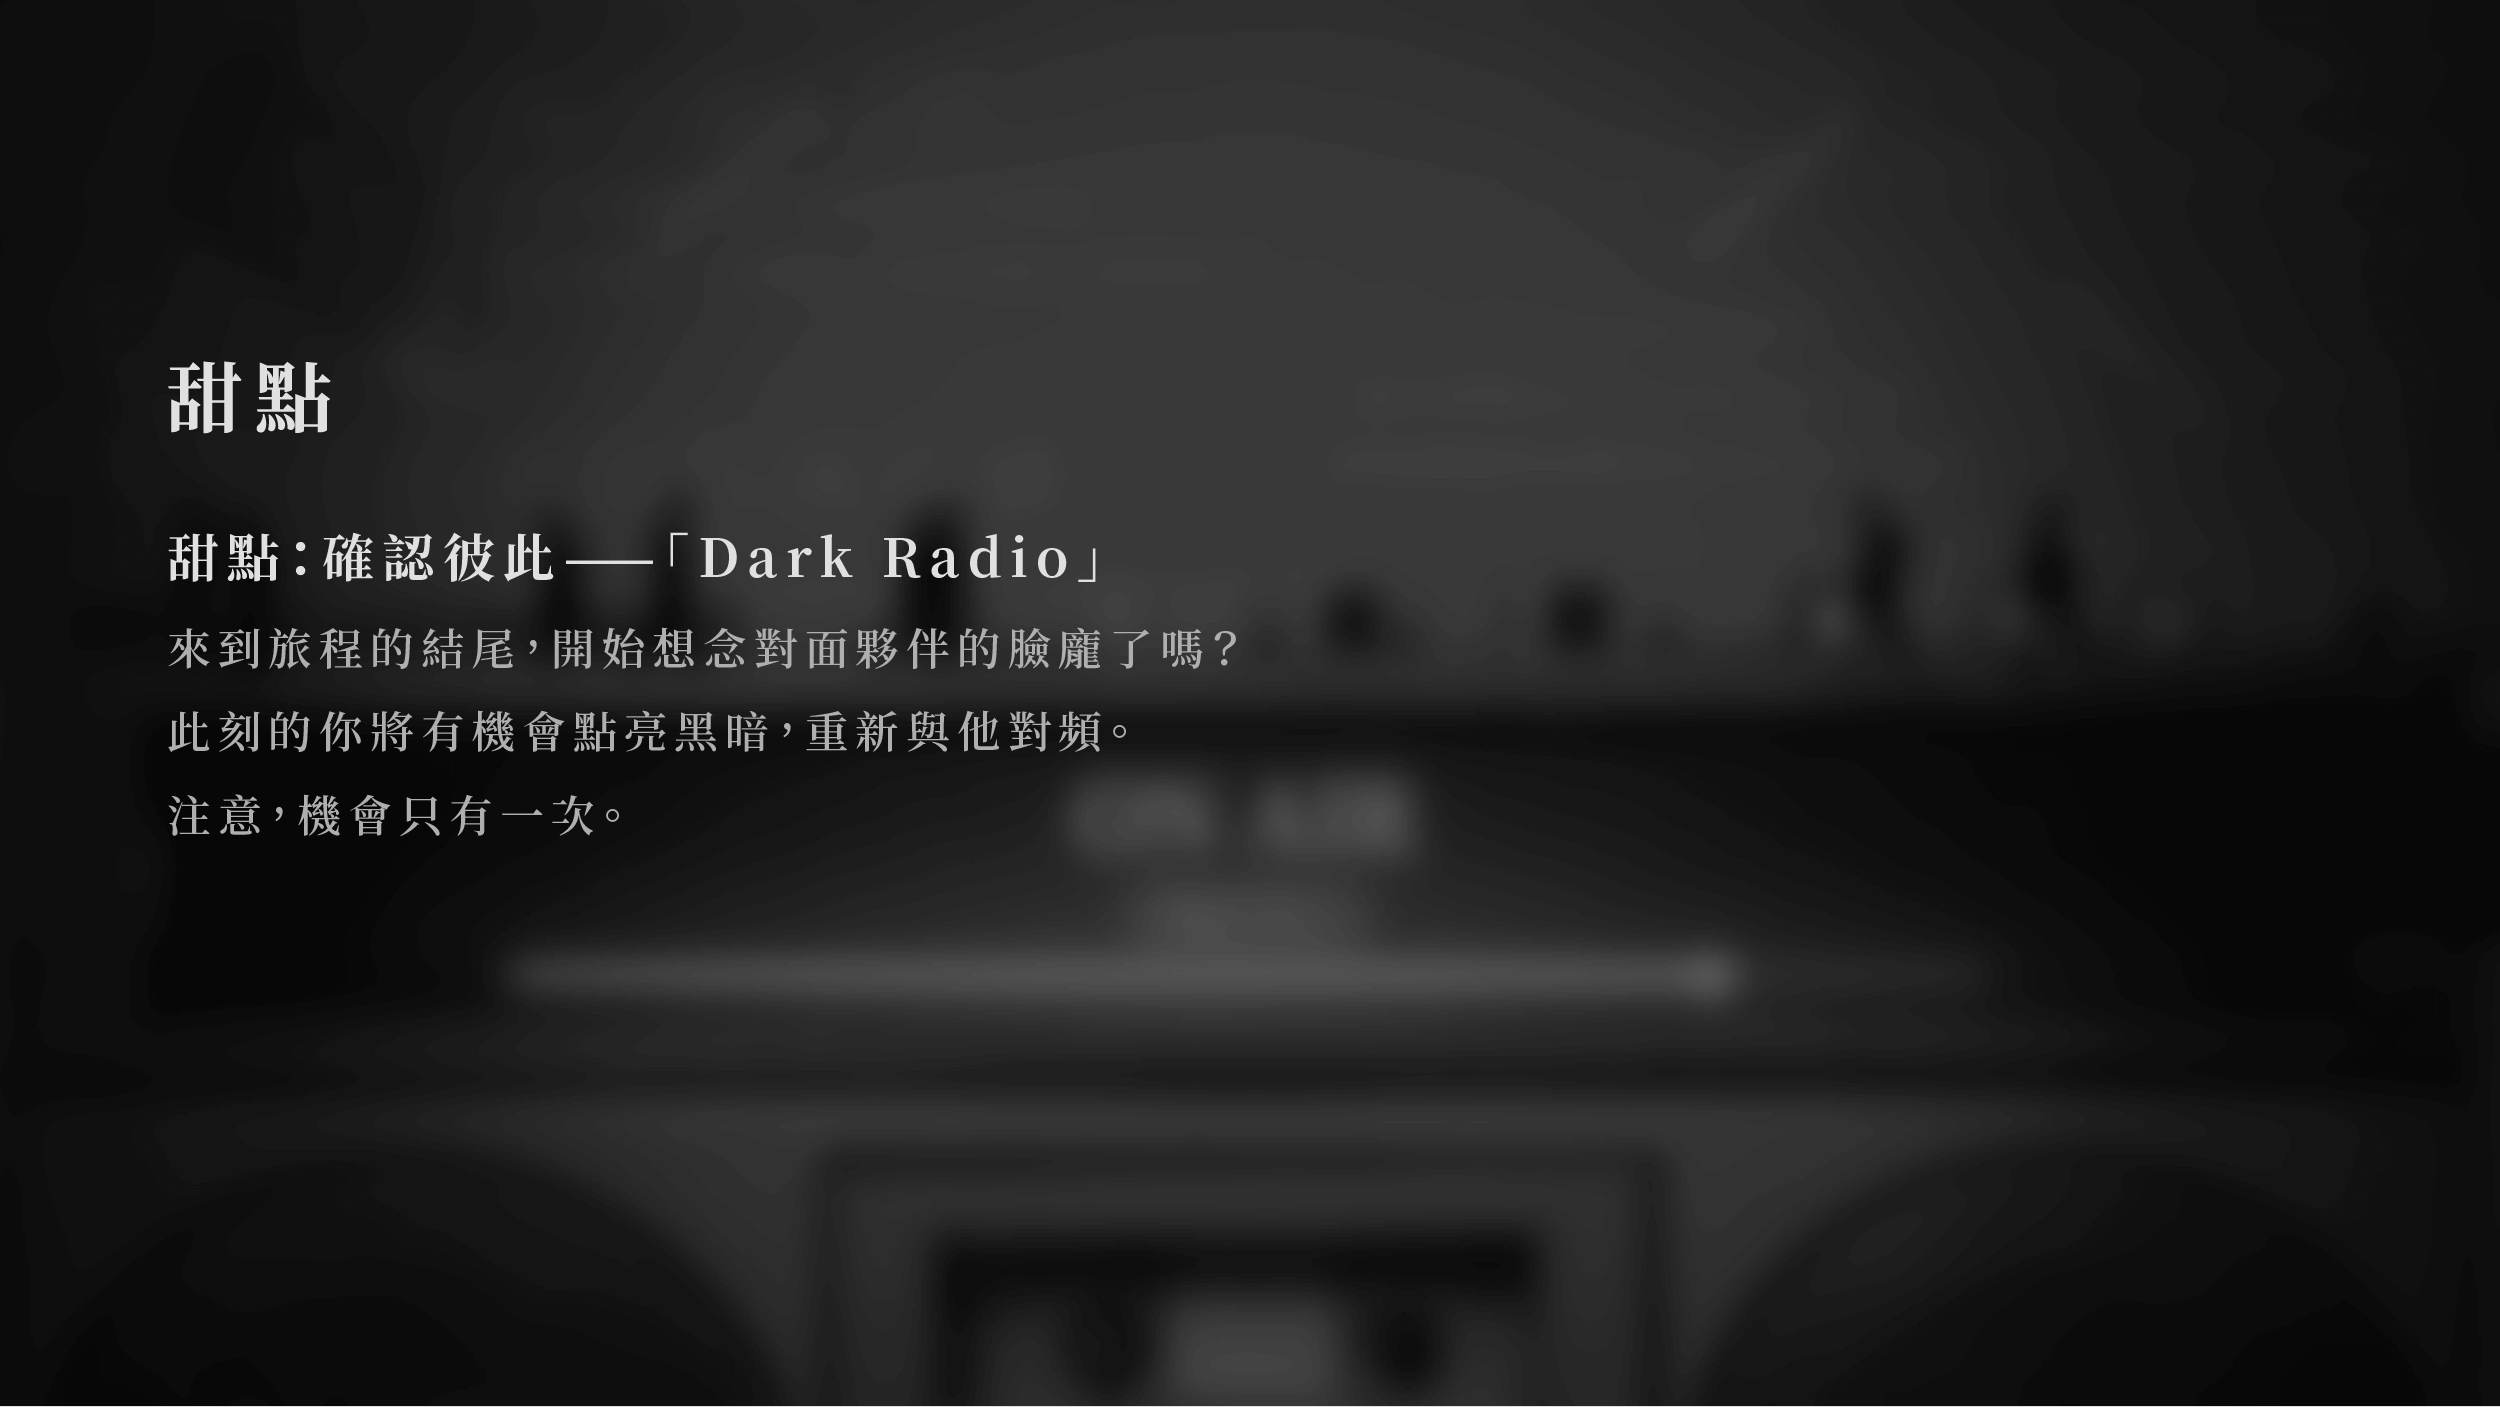 甜點
甜點：確認彼此——「Dark Radio」
來到旅程的結尾，開始想念對面夥伴的臉龐了嗎？
此刻的你將有機會點亮黑暗，重新與他對頻。
注意，機會只有一次。